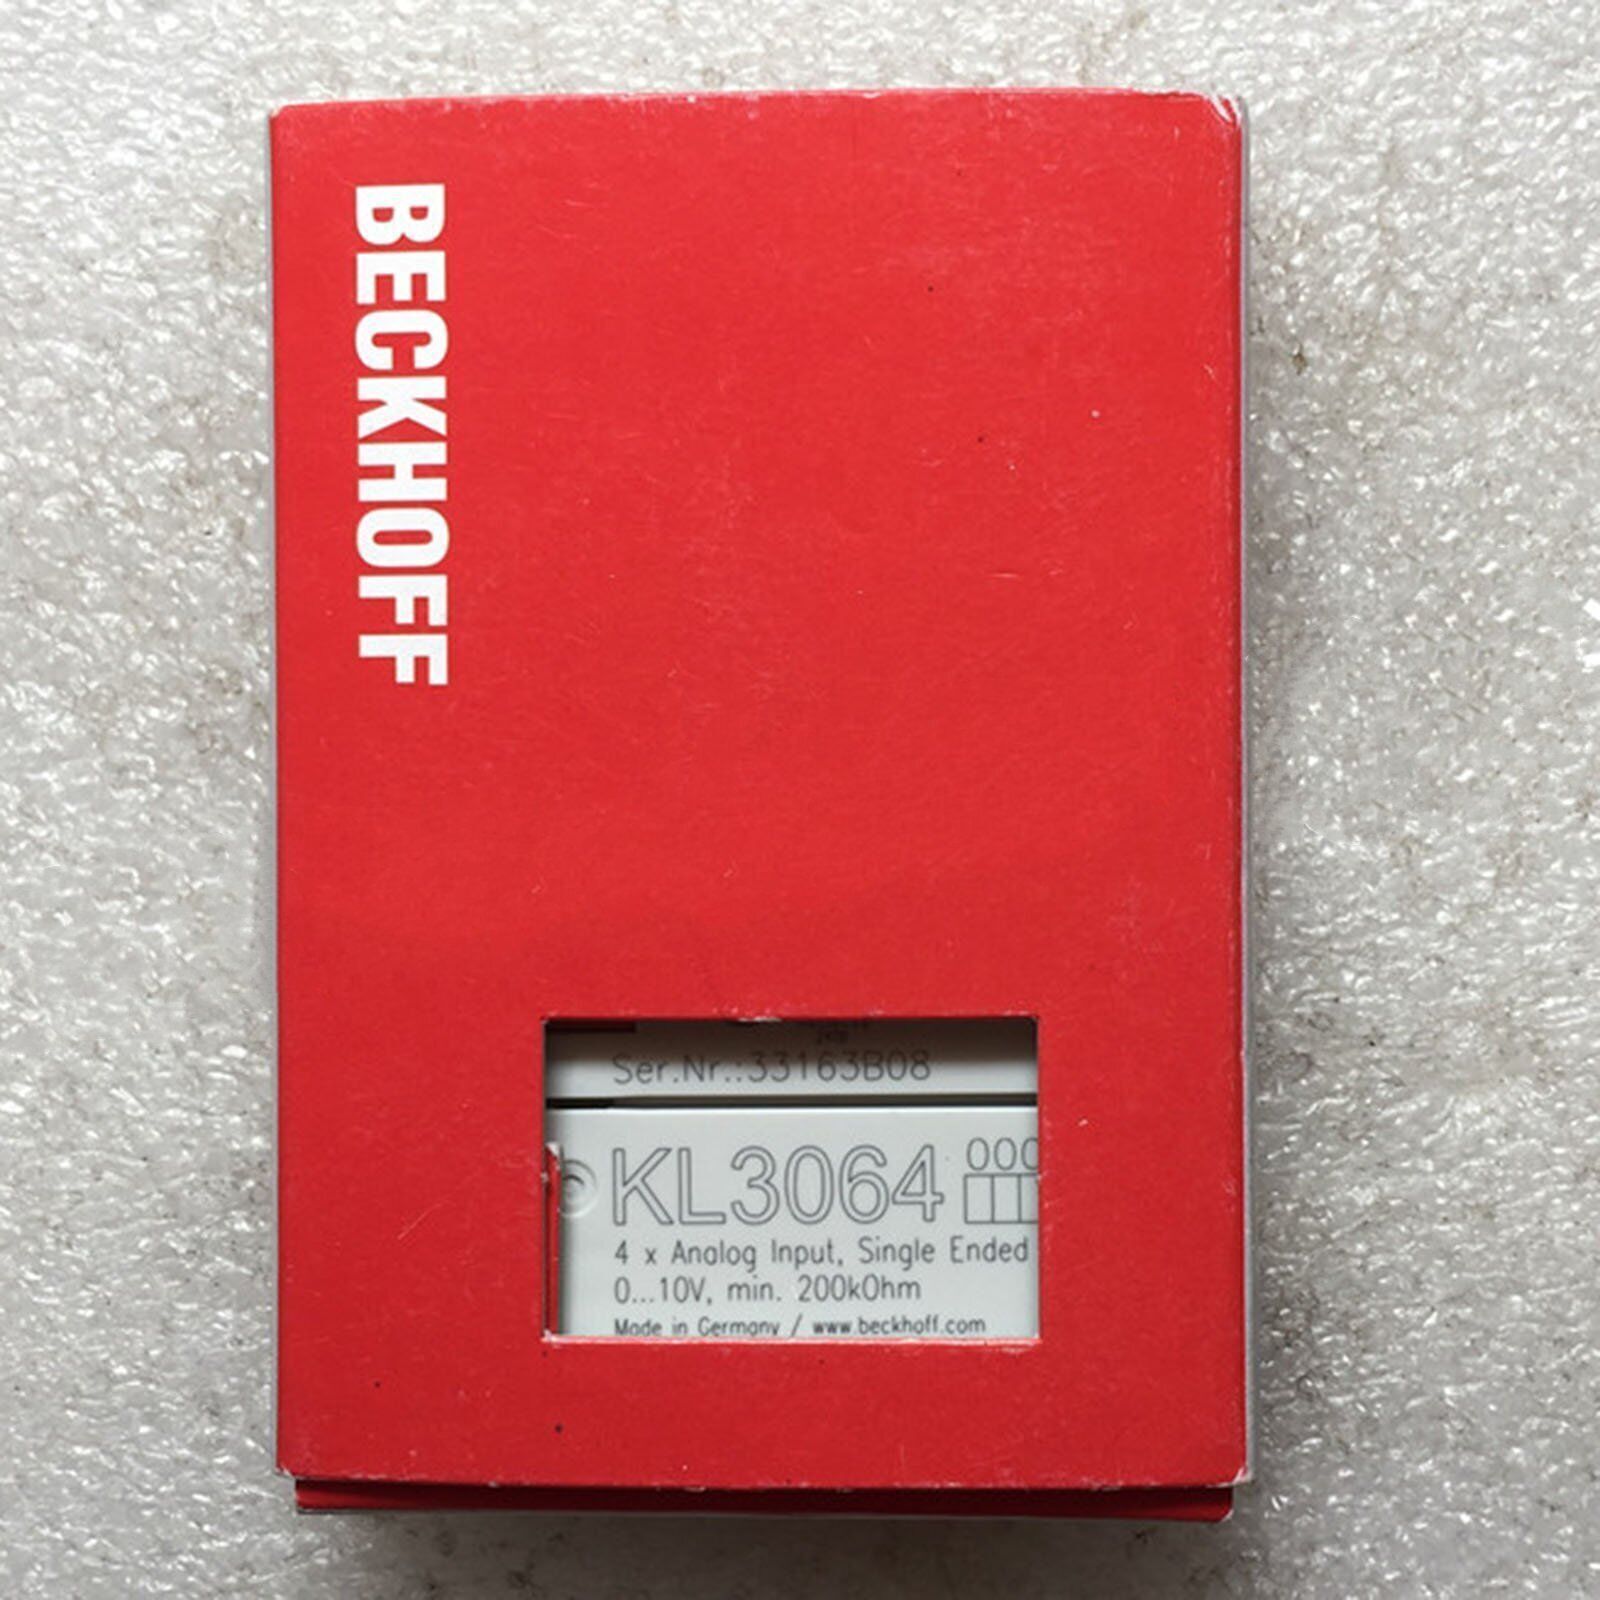 BECKHOFF
Ser.Nr.:33163B08
KL3064 000
4 x Analog Input, Single Ended
0...10V, min. 200kOhm
Made in Germany / www.beckhoff.com